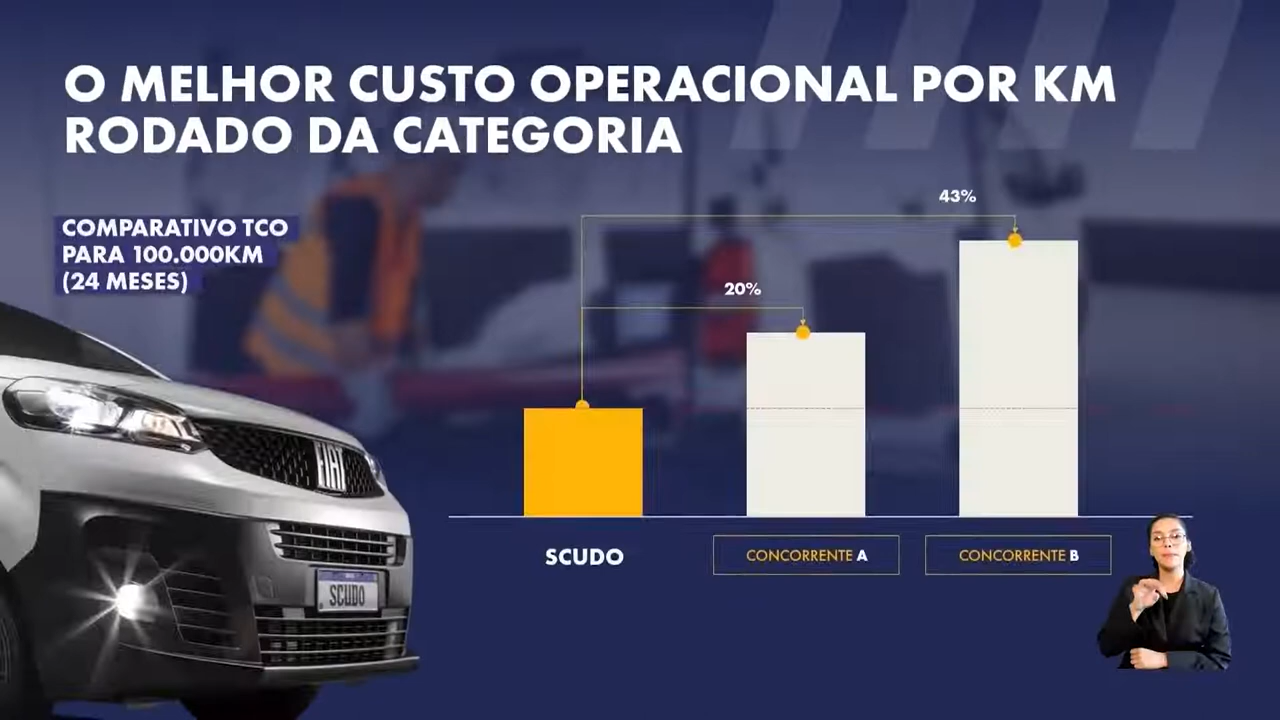 O MELHOR CUSTO OPERACIONAL POR KM
RODADO DA CATEGORIA
COMPARATIVO TCO
PARA 100.000KM
(24 MESES)
43%
20%
FIAT
SCUDO
SCUDO
CONCORRENTE A
CONCORRENTE B